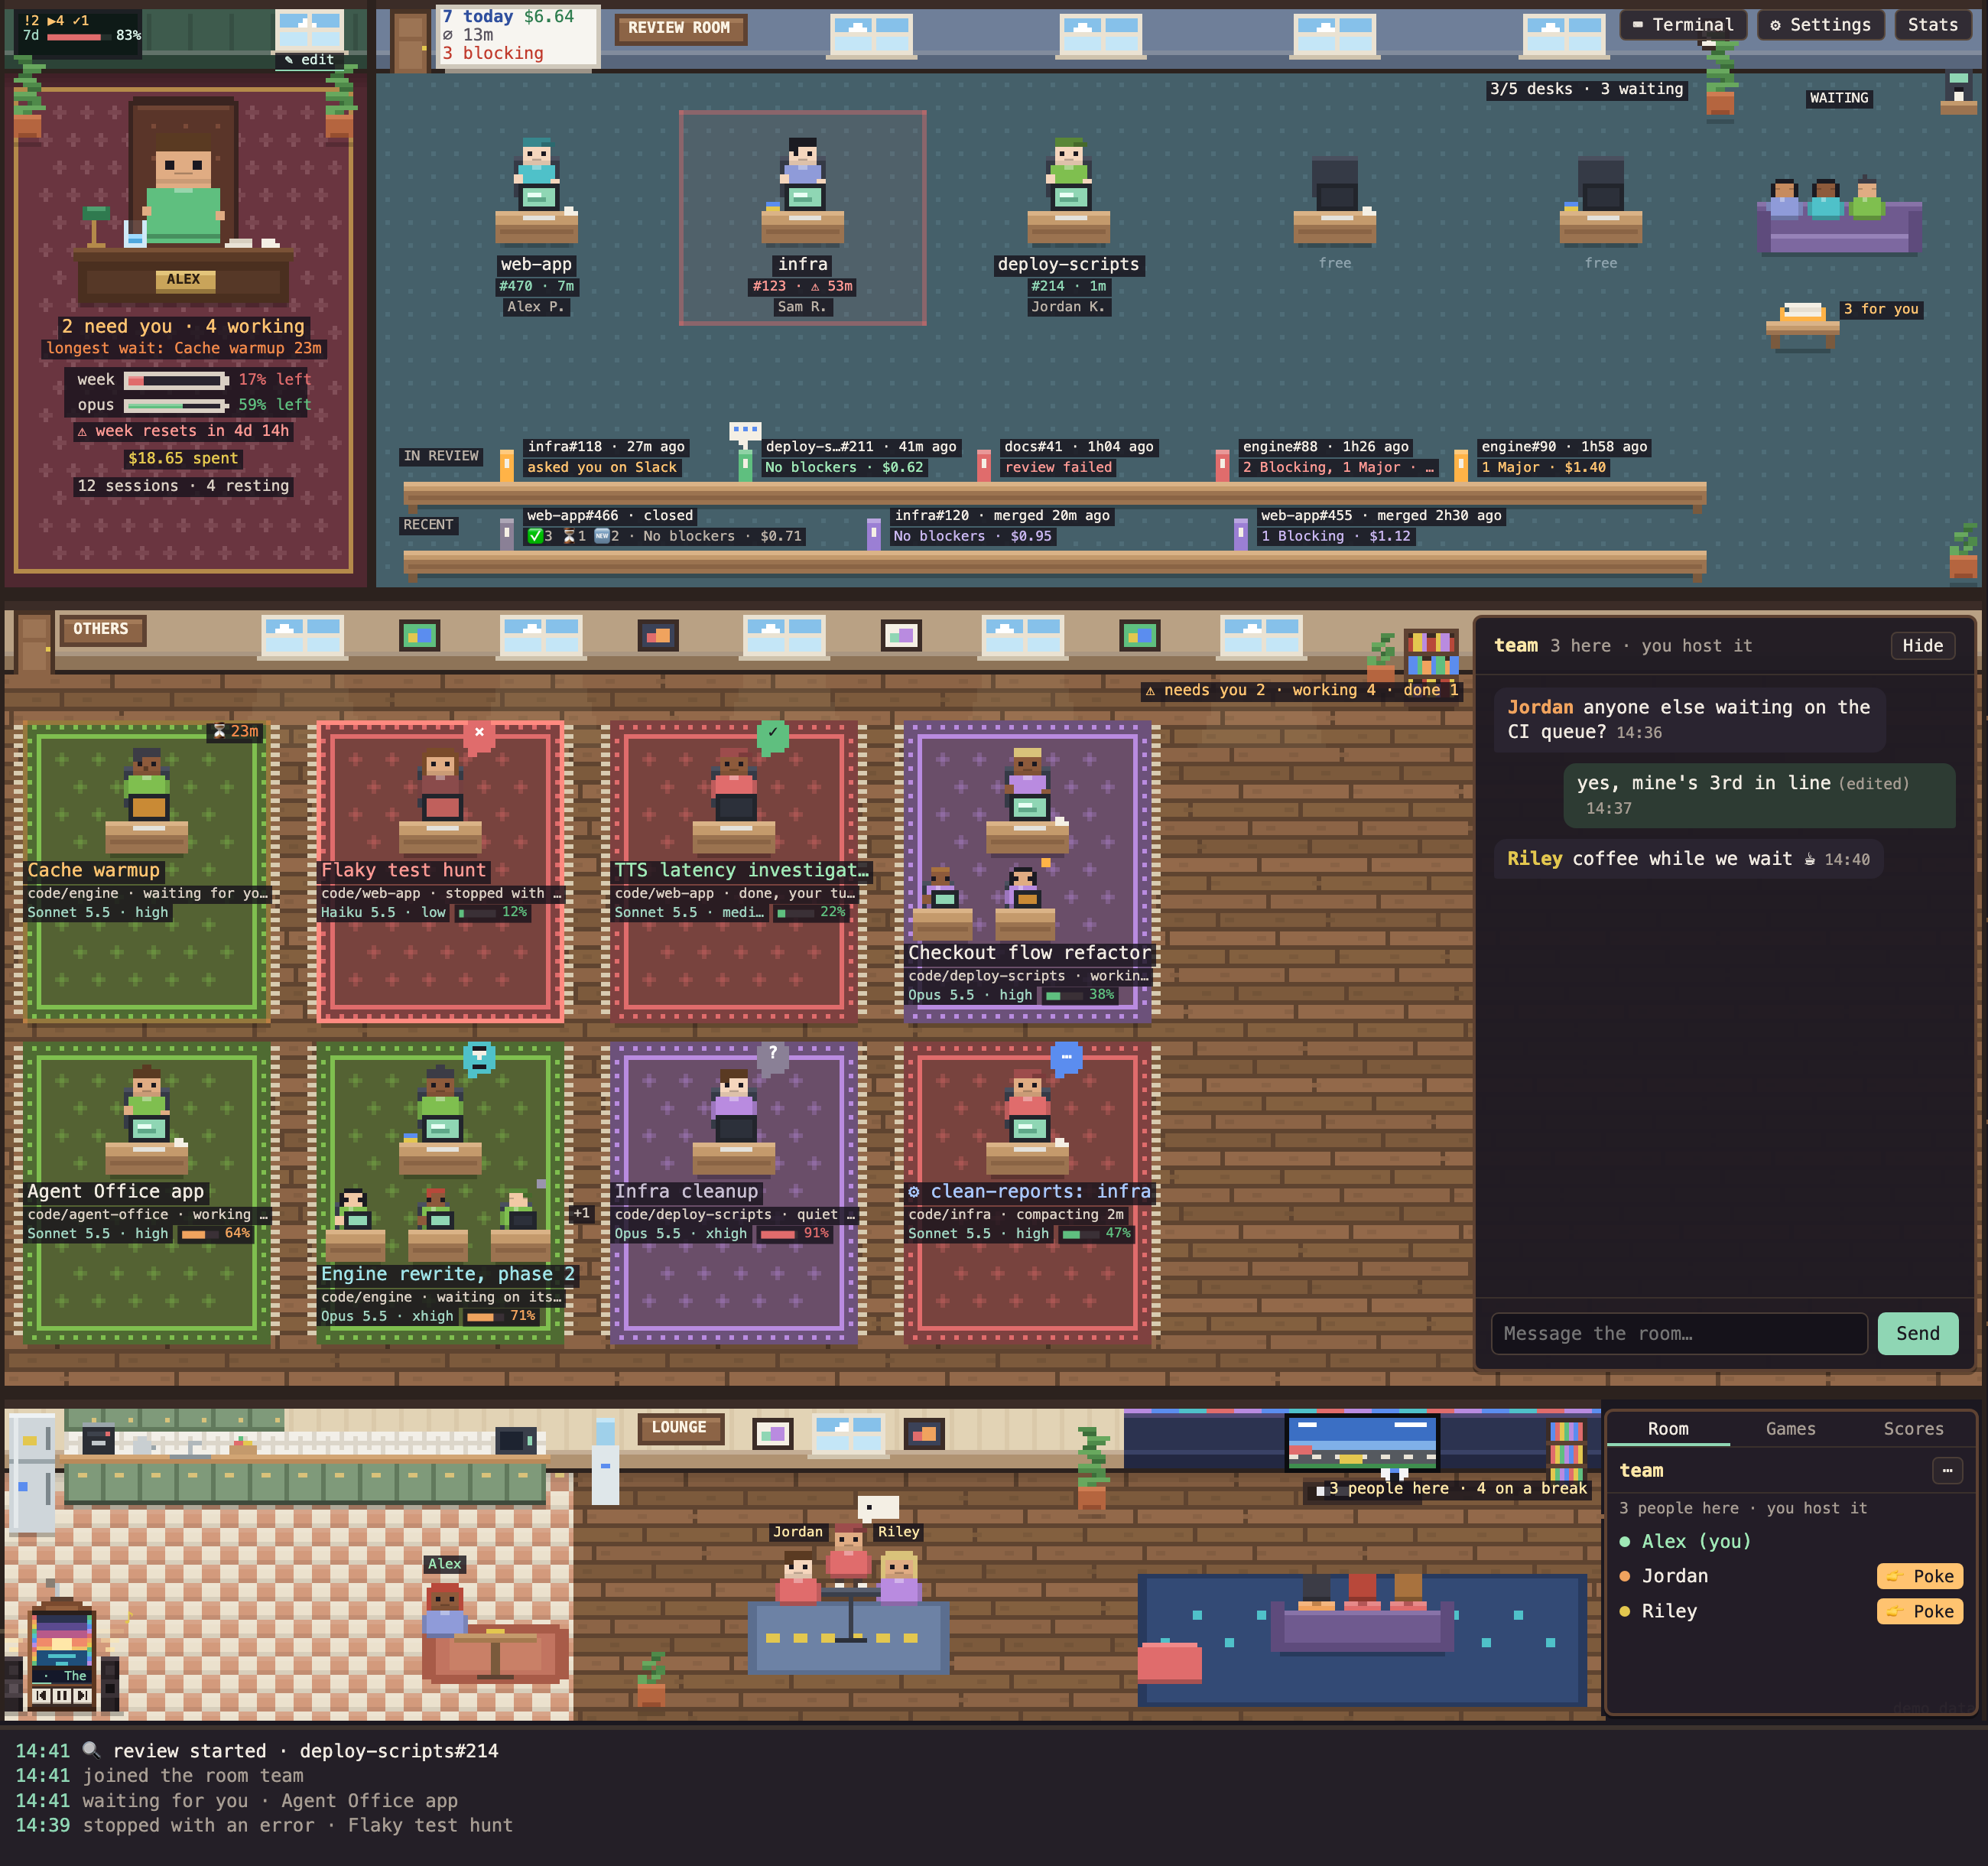 !2 ▶4 ✓1
7d 83%
✎ edit
ALEX
2 need you · 4 working
longest wait: Cache warmup 23m
week 17% left
opus 59% left
⚠ week resets in 4d 14h
$18.65 spent
12 sessions · 4 resting
7 today $6.64
⌀ 13m
3 blocking
REVIEW ROOM
Terminal
⚙ Settings
Stats
3/5 desks · 3 waiting
WAITING
web-app
#470 · 7m
Alex P.
infra
#123 · ⚠ 53m
Sam R.
deploy-scripts
#214 · 1m
Jordan K.
free
free
3 for you
IN REVIEW
infra#118 · 27m ago
asked you on Slack
deploy-s…#211 · 41m ago
No blockers · $0.62
docs#41 · 1h04 ago
review failed
engine#88 · 1h26 ago
2 Blocking, 1 Major · …
engine#90 · 1h58 ago
1 Major · $1.40
RECENT
web-app#466 · closed
✅3 ⏳1 🆕2 · No blockers · $0.71
infra#120 · merged 20m ago
No blockers · $0.95
web-app#455 · merged 2h30 ago
1 Blocking · $1.12
OTHERS
⚠ needs you 2 · working 4 · done 1
⏳23m
Cache warmup
code/engine · waiting for yo…
Sonnet 5.5 · high
Flaky test hunt
code/web-app · stopped with …
Haiku 5.5 · low 12%
✓
TTS latency investigat…
code/web-app · done, your tu…
Sonnet 5.5 · medi… 22%
Checkout flow refactor
code/deploy-scripts · workin…
Opus 5.5 · high 38%
Agent Office app
code/agent-office · working …
Sonnet 5.5 · high 64%
Engine rewrite, phase 2
code/engine · waiting on its…
Opus 5.5 · xhigh 71%
+1
?
Infra cleanup
code/deploy-scripts · quiet …
Opus 5.5 · xhigh 91%
⚙ clean-reports: infra
code/infra · compacting 2m
Sonnet 5.5 · high 47%
team 3 here · you host it
Hide
Jordan anyone else waiting on the
CI queue? 14:36
yes, mine's 3rd in line (edited)
14:37
Riley coffee while we wait ☕ 14:40
Message the room…
Send
LOUNGE
3 people here · 4 on a break
Jordan
Riley
Alex
· The
Room
Games
Scores
team
…
3 people here · you host it
Alex (you)
Jordan
👉 Poke
Riley
👉 Poke
14:41 🔍 review started · deploy-scripts#214
14:41 joined the room team
14:41 waiting for you · Agent Office app
14:39 stopped with an error · Flaky test hunt